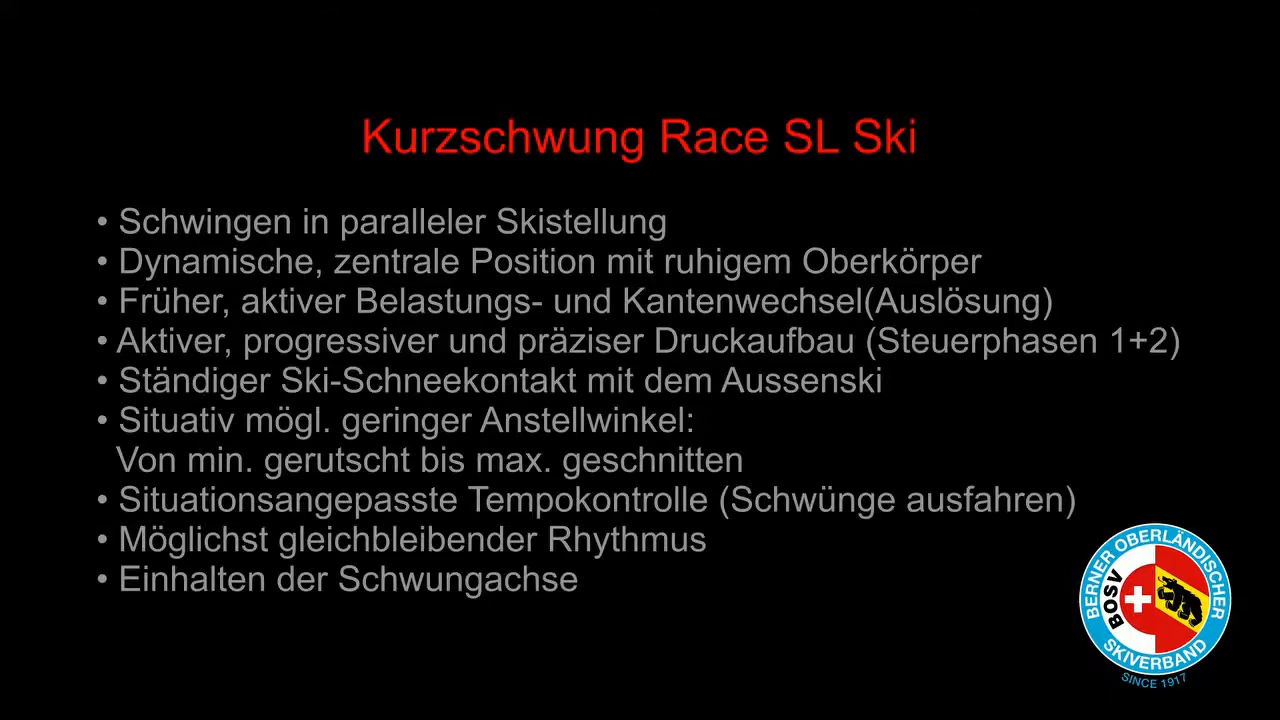 Kurzschwung Race SL Ski
• Schwingen in paralleler Skistellung
• Dynamische, zentrale Position mit ruhigem Oberkörper
• Früher, aktiver Belastungs- und Kantenwechsel(Auslösung)
• Aktiver, progressiver und präziser Druckaufbau (Steuerphasen 1+2)
• Ständiger Ski-Schneekontakt mit dem Aussenski
• Situativ mögl. geringer Anstellwinkel:
Von min. gerutscht bis max. geschnitten
• Situationsangepasste Tempokontrolle (Schwünge ausfahren)
• Möglichst gleichbleibender Rhythmus
• Einhalten der Schwungachse
BERNER OBERLÄNDISCHER
BOSV
SKIVERBAND
SINCE 1917